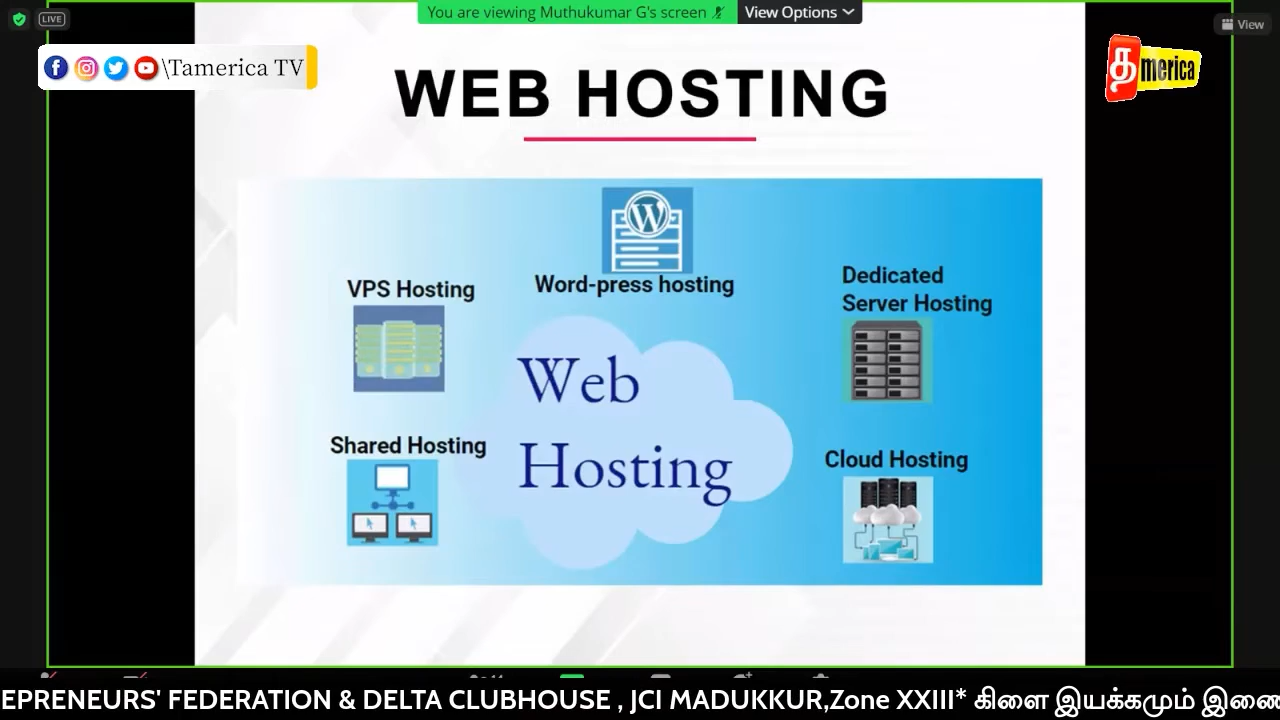 You are viewing Muthukumar G's screen
View Options
LIVE
View
\Tamerica TV
தmerica
WEB HOSTING
Word-press hosting
VPS Hosting
Dedicated
Server Hosting
Web
Hosting
Shared Hosting
Cloud Hosting
EPRENEURS' FEDERATION & DELTA CLUBHOUSE , JCI MADUKKUR,Zone XXIII* கிளை இயக்கமும் இணை